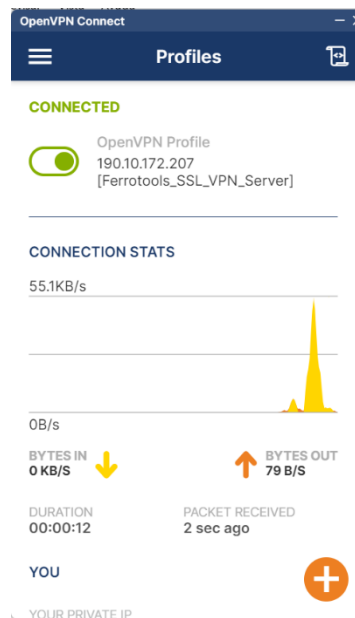 OpenVPN Connect
Profiles
CONNECTED
OpenVPN Profile
190.10.172.207
[Ferrotools_SSL_VPN_Server]
CONNECTION STATS
55.1KB/s
0B/s
BYTES IN
0 KB/S
BYTES OUT
79 B/S
DURATION
00:00:12
PACKET RECEIVED
2 sec ago
YOU
YOUR PRIVATE IP